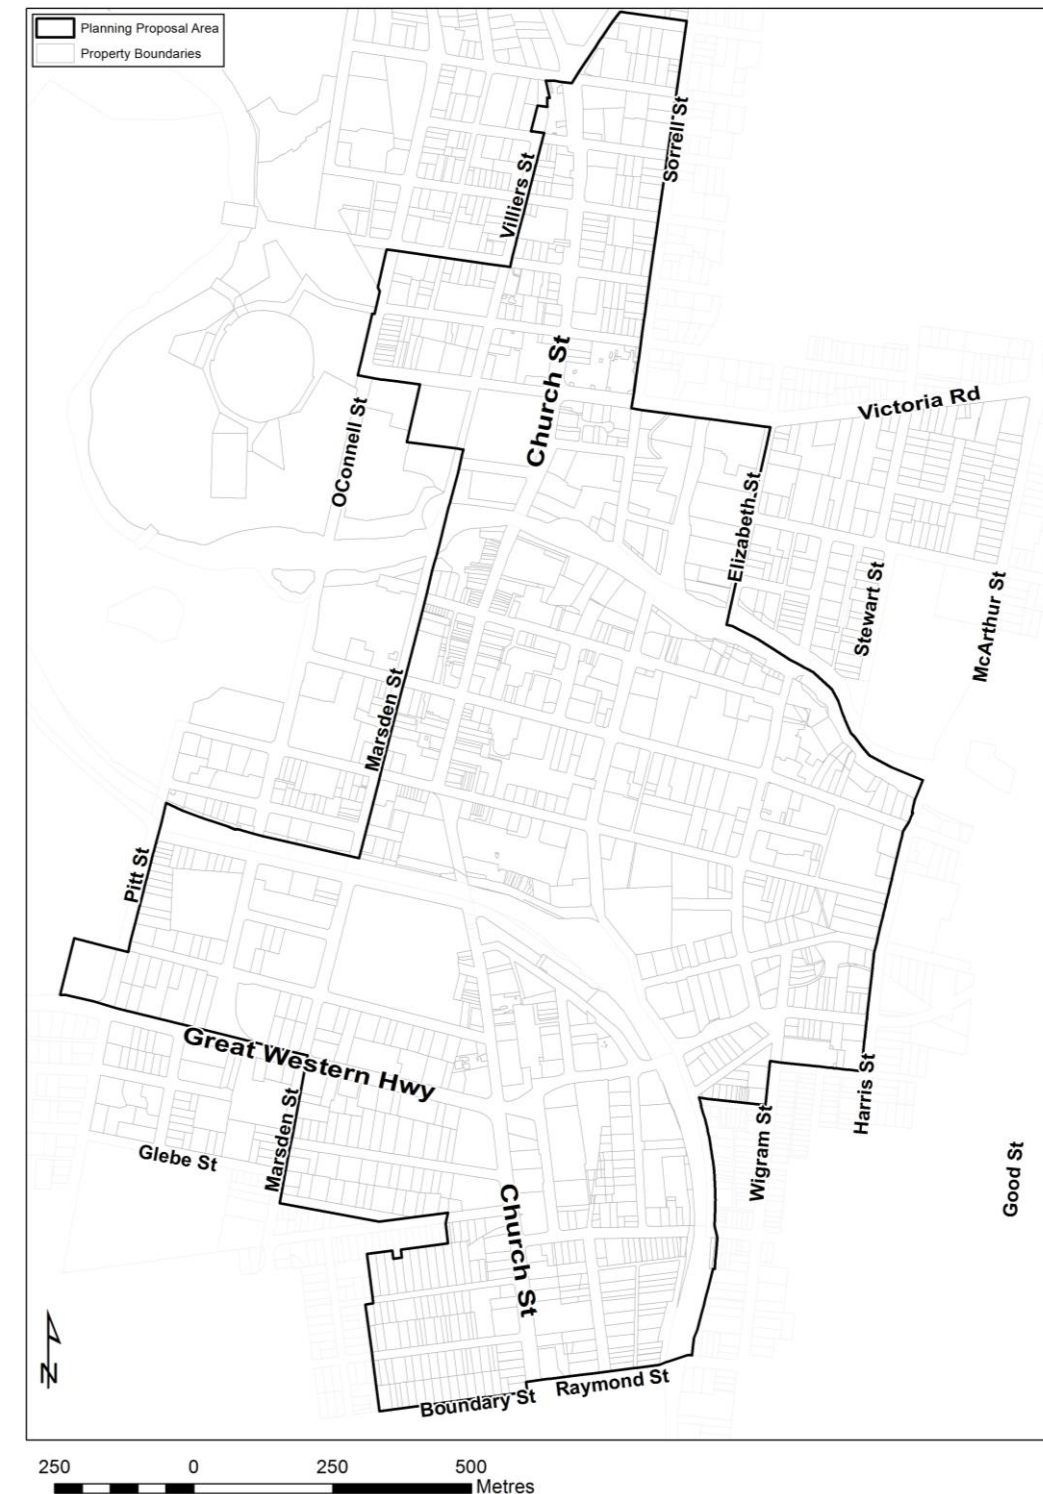 Planning Proposal Area
Property Boundaries
Sorrell St
Villiers St
Church St
Victoria Rd
OConnell St
Elizabeth St
Stewart St
McArthur St
Marsden St
Pitt St
Great Western Hwy
Harris St
Marsden St
Wigram St
Glebe St
Good St
Church St
N
Raymond St
Boundary St
250 0 250 500
Metres